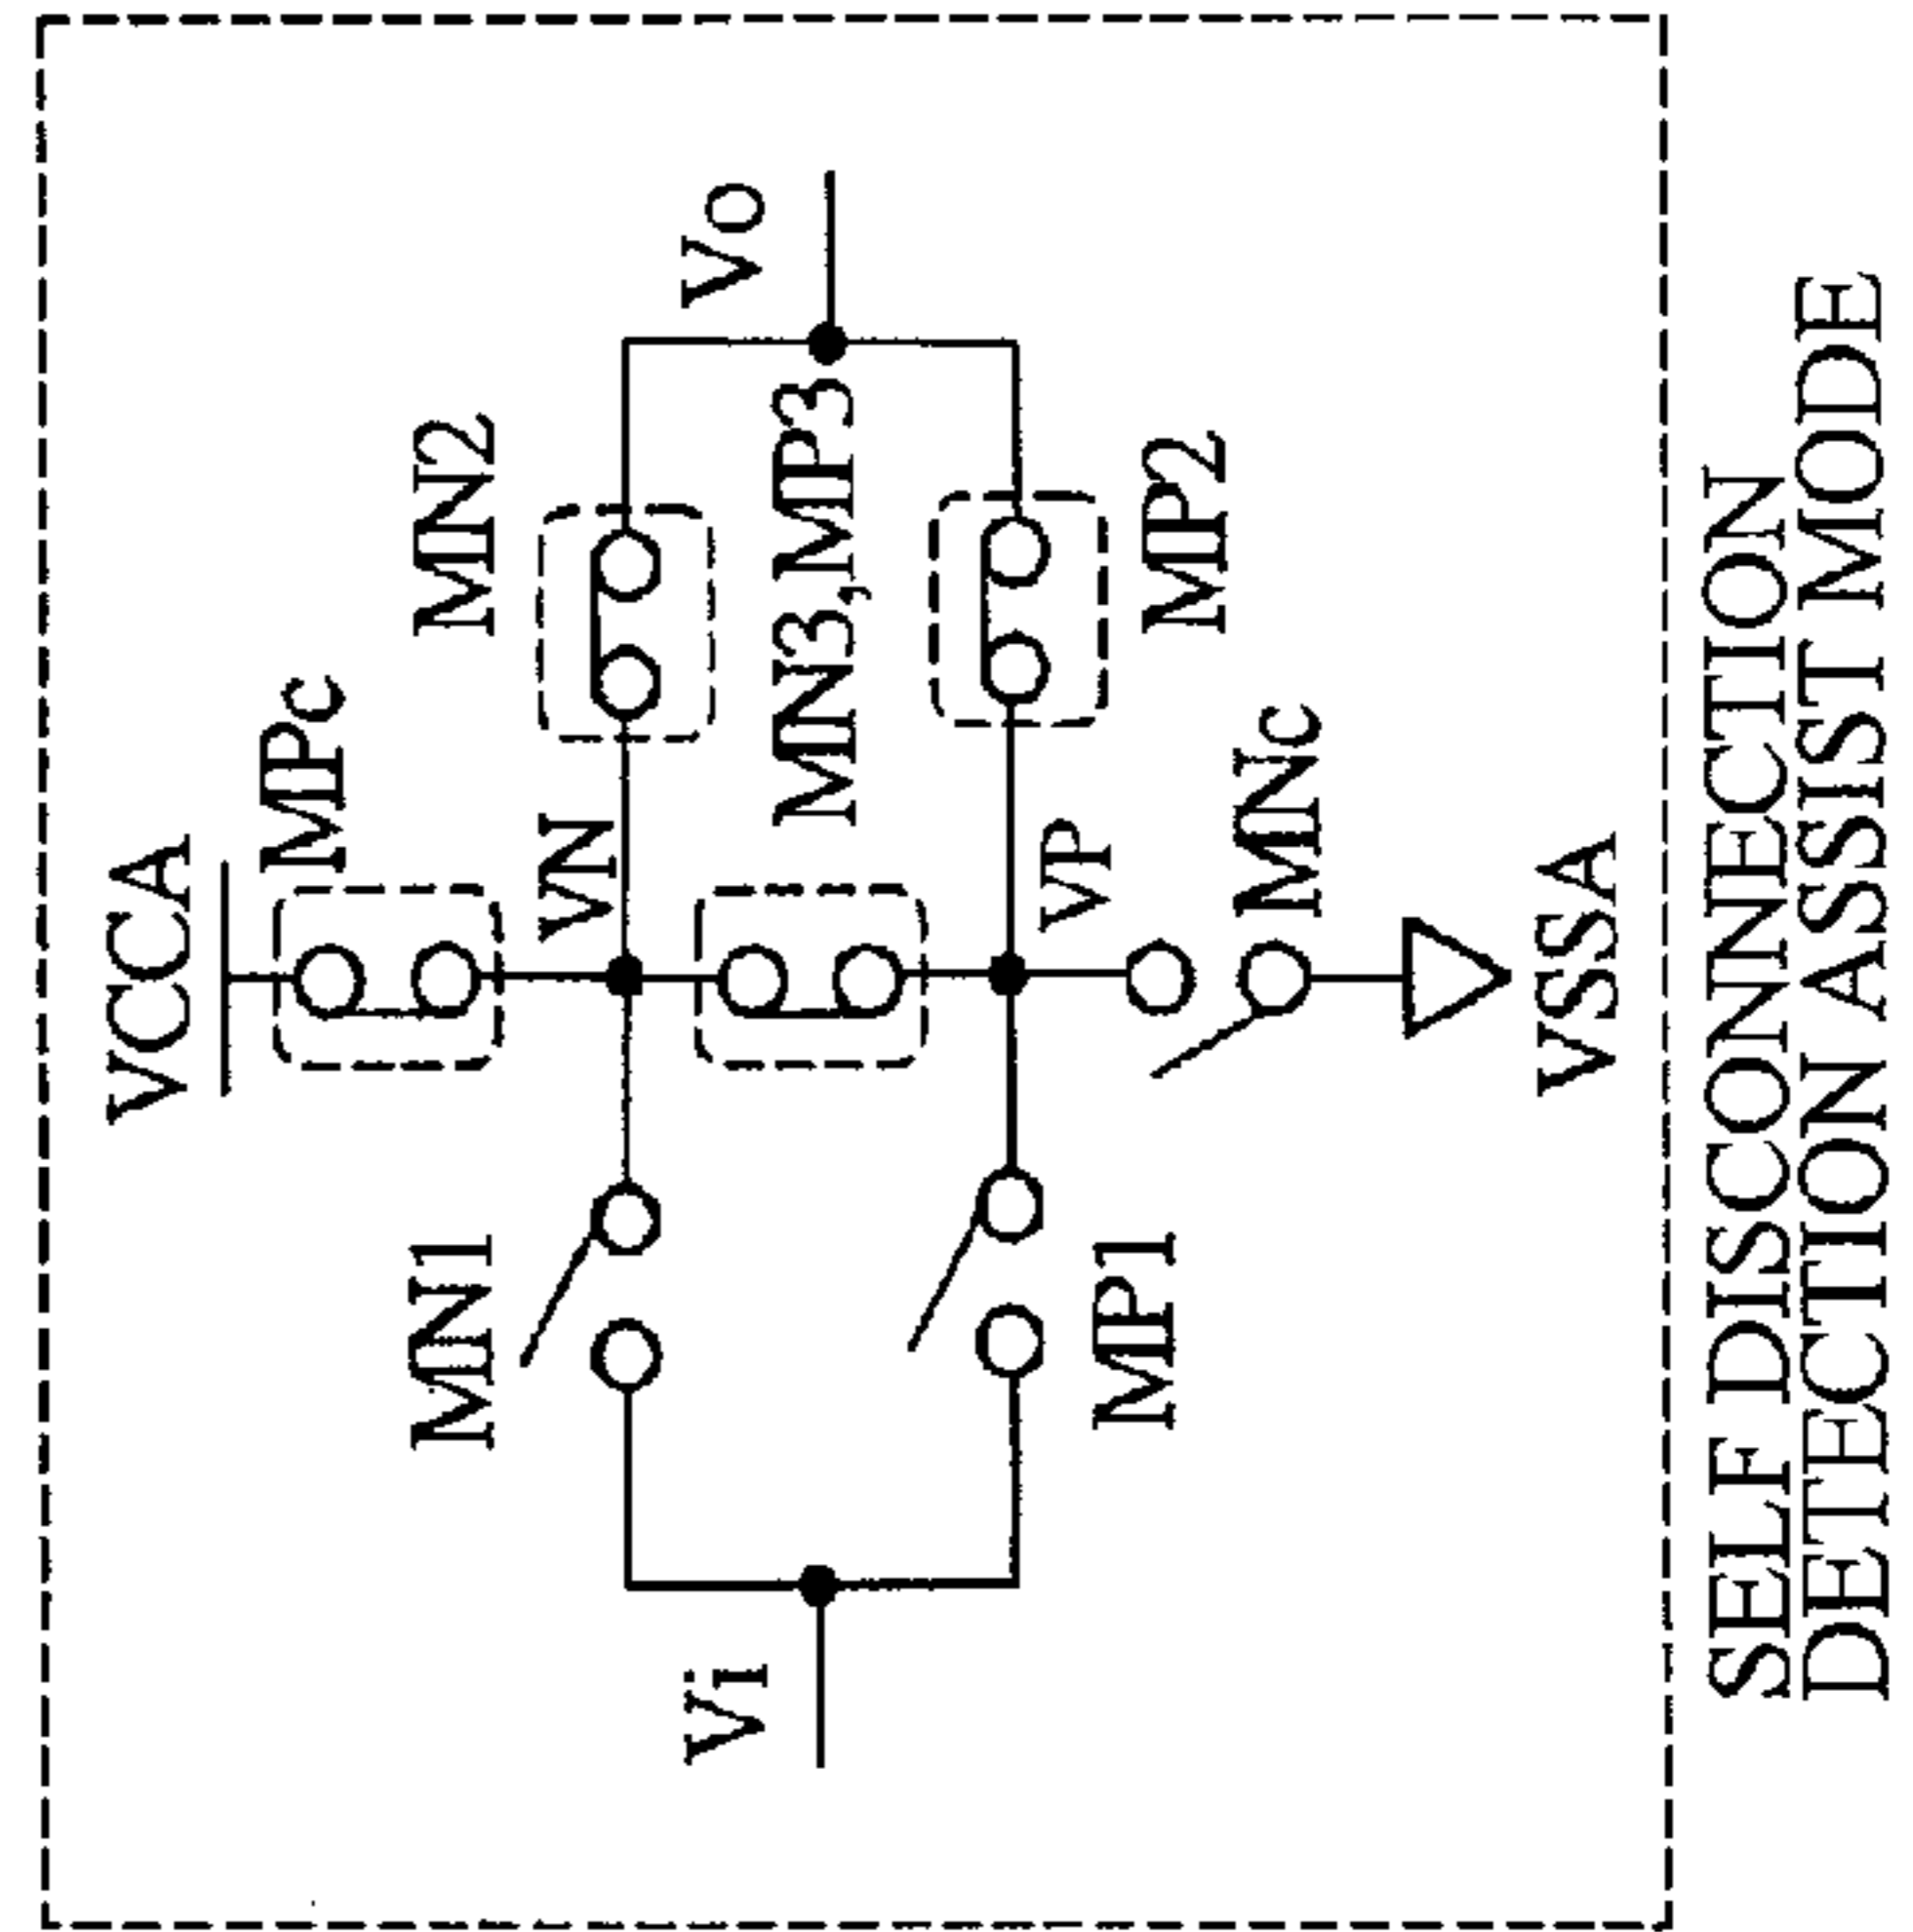 VCCA
MPc
MN1
VN
MN2
Vi
MN3,MP3
Vo
MP1
VP
MP2
MNc
VSSA
SELF DISCONNECTION
DETECTION ASSIST MODE